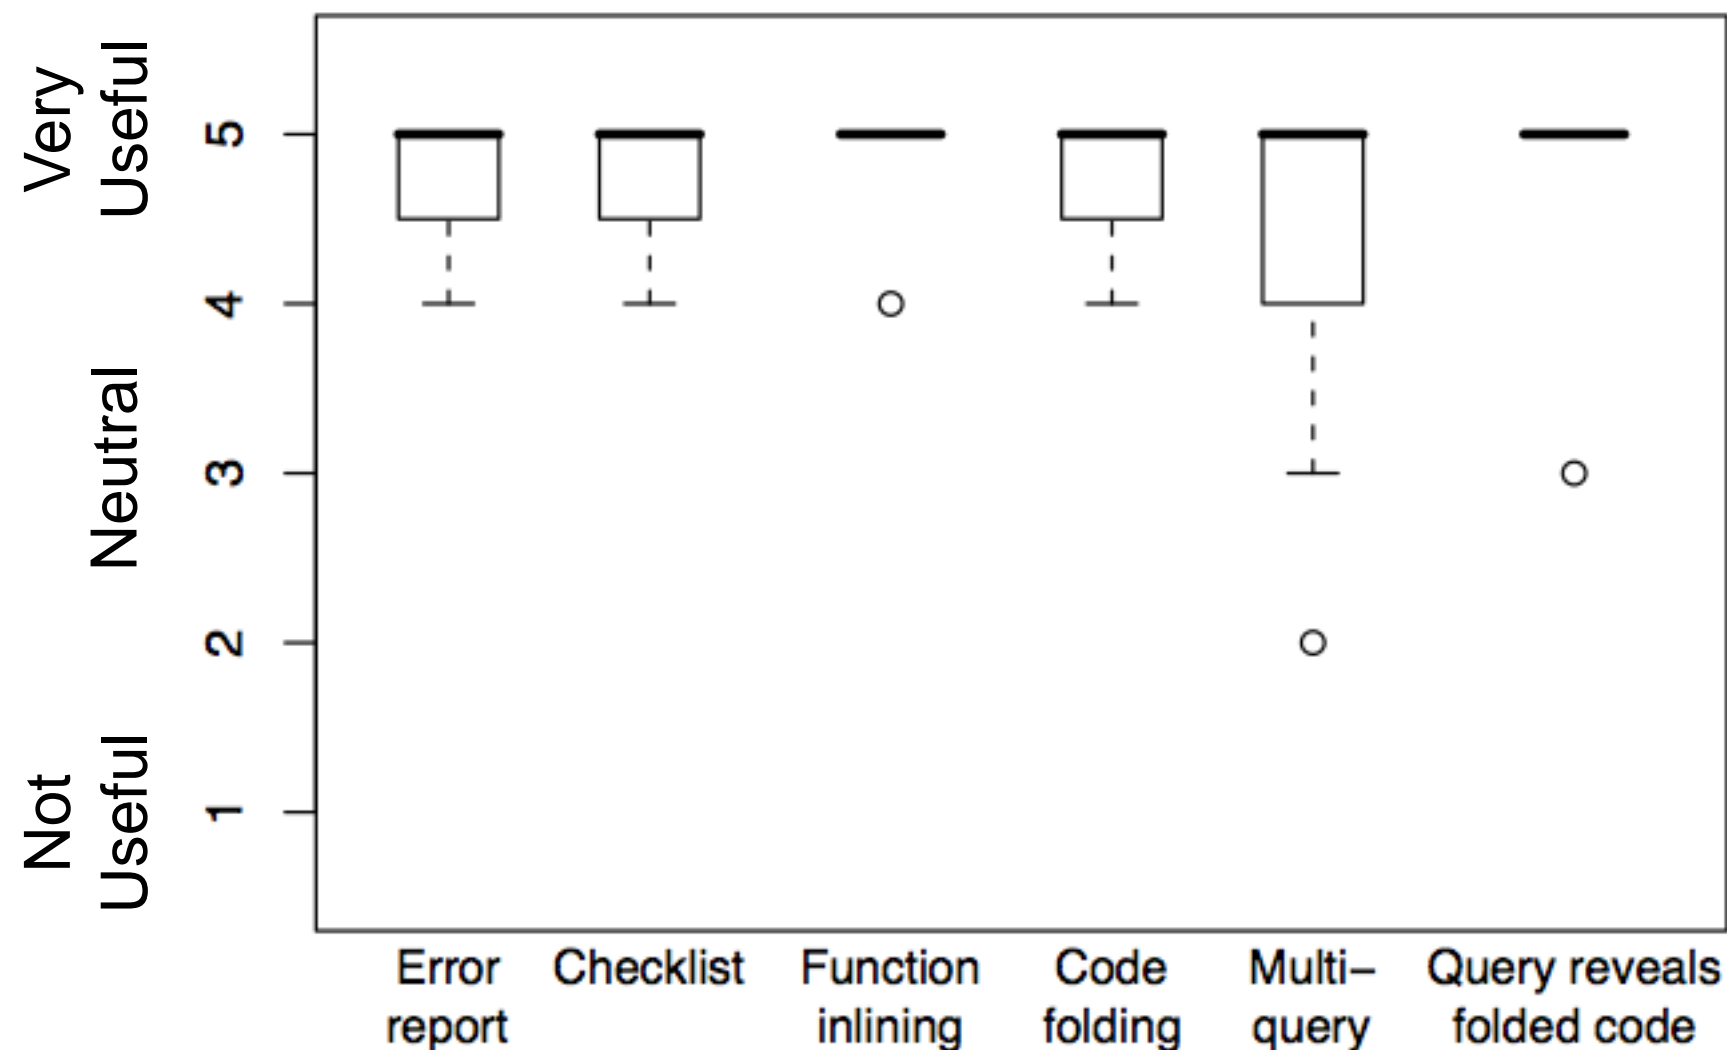 Very
Useful
Neutral
Not
Useful
5
4
3
2
1
Error
report
Checklist
Function
inlining
Code
folding
Multi−
query
Query reveals
folded code